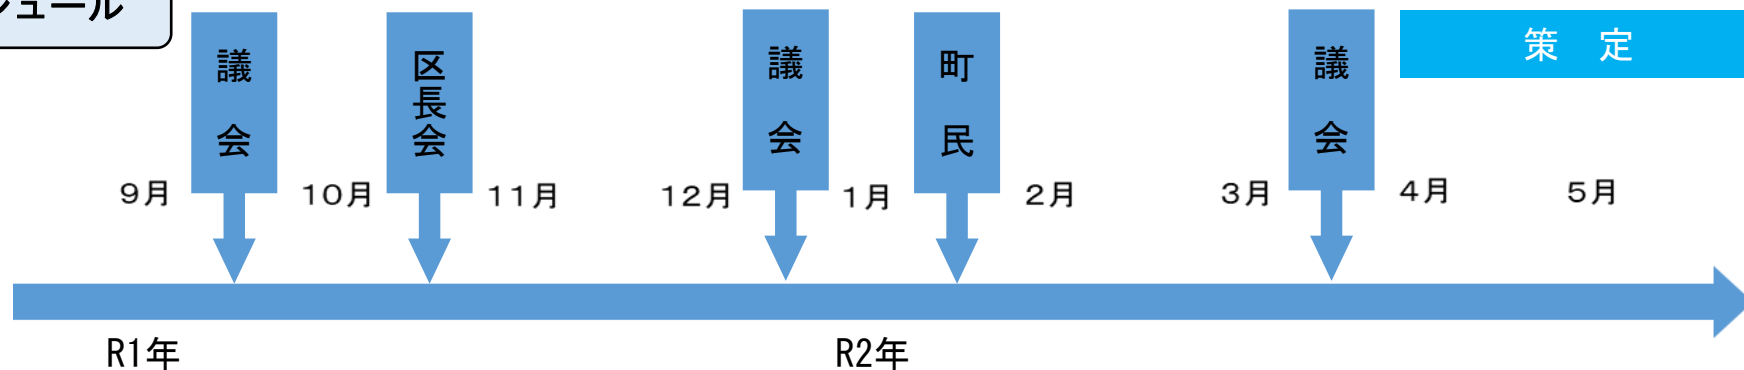 ジュール
議会
区長会
議会
町民
議会
策 定
9月
10月
11月
12月
1月
2月
3月
4月
5月
R1年
R2年